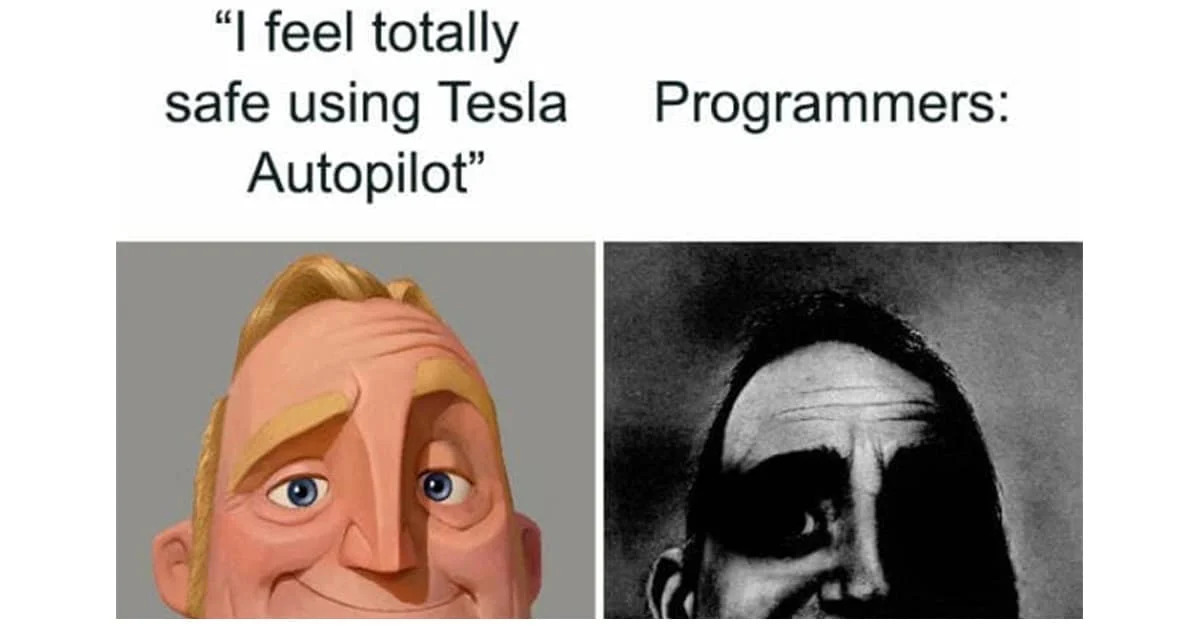 “I feel totally
safe using Tesla
Autopilot”
Programmers: